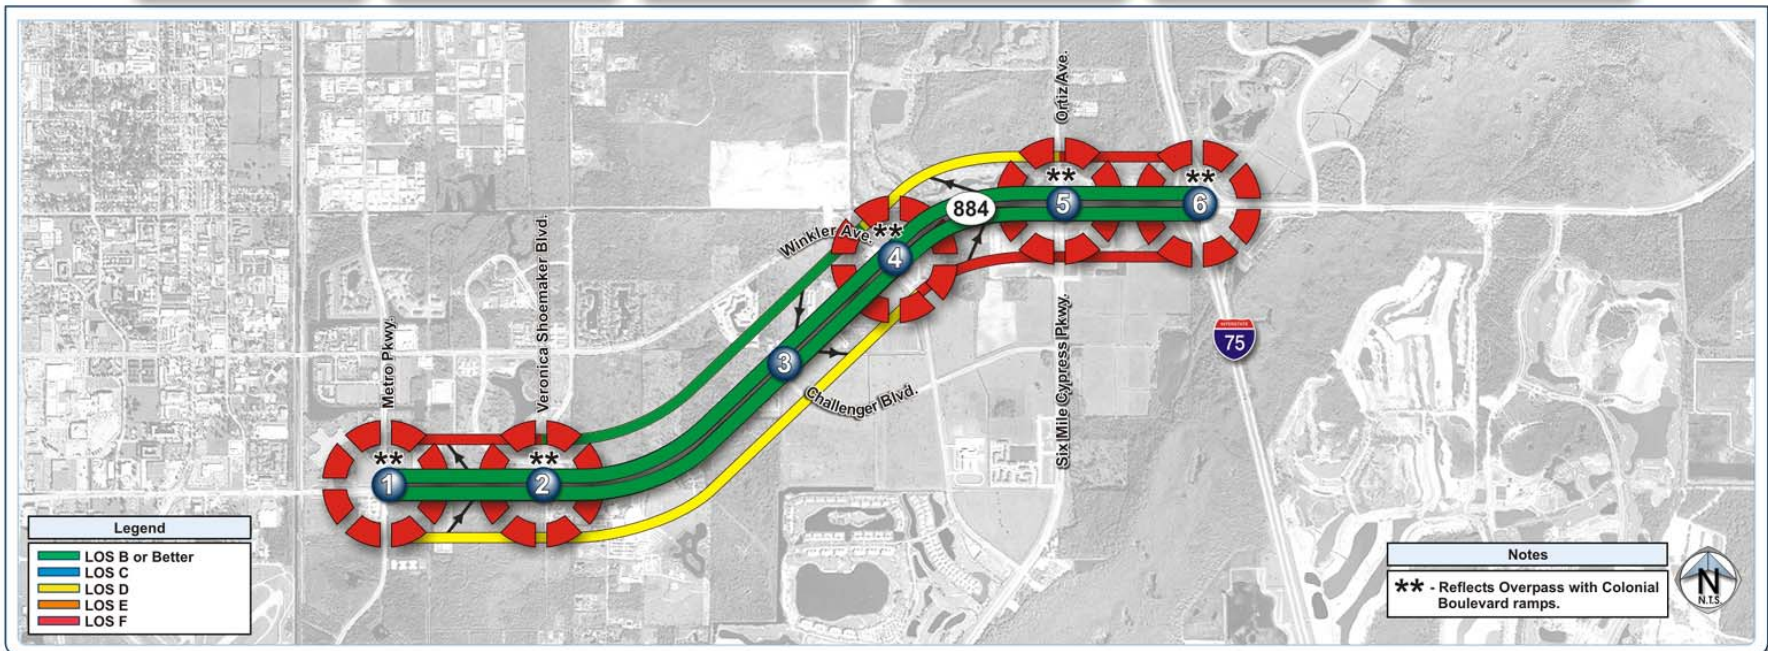 Ortiz Ave.
**
**
884
5
6
Winkler Ave.
**
4
Veronica Shoemaker Blvd.
INTERSTATE
75
Metro Pkwy.
3
Challenger Blvd.
Six Mile Cypress Pkwy.
**
**
1
2
Legend
LOS B or Better
LOS C
LOS D
LOS E
LOS F
Notes
** - Reflects Overpass with Colonial
Boulevard ramps.
N
N.T.S.